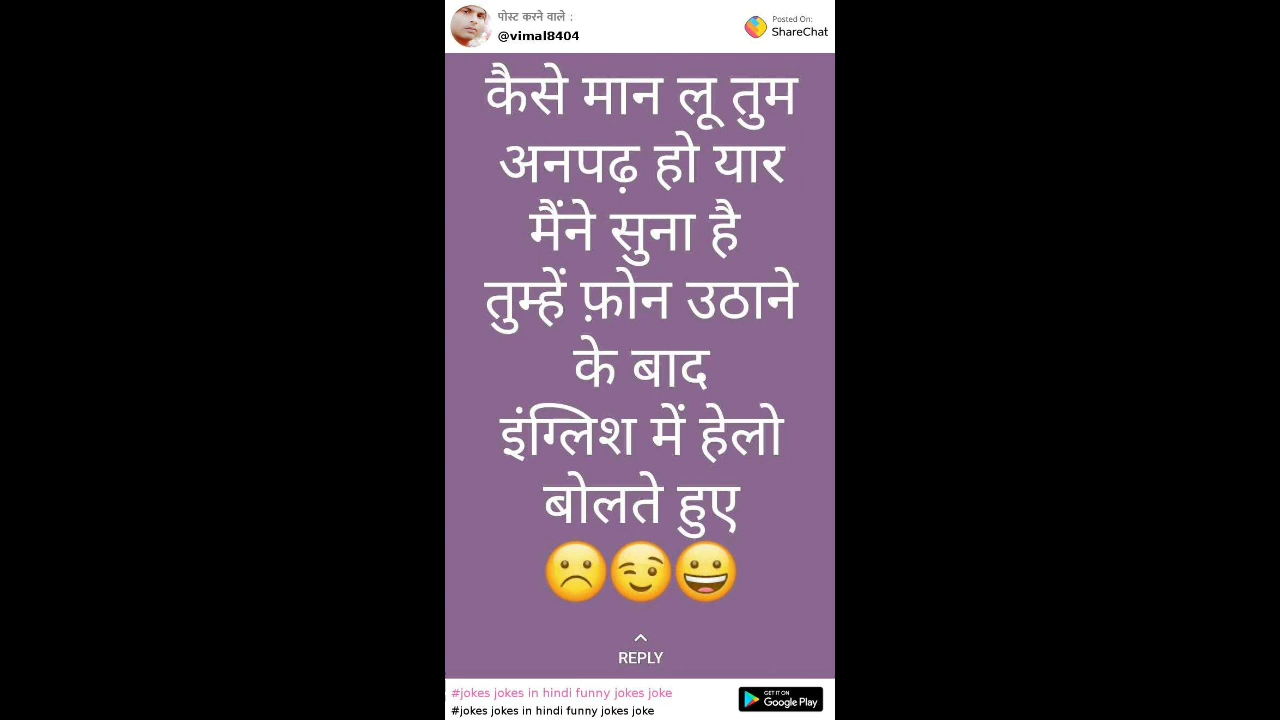 पोस्ट करने वाले :
@vimal8404
Posted On:
ShareChat
कैसे मान लू तुम
अनपढ़ हो यार
मैंने सुना है
तुम्हें फ़ोन उठाने
के बाद
इंग्लिश में हेलो
बोलते हुए
☹️😉😀
REPLY
#jokes jokes in hindi funny jokes joke
#jokes jokes in hindi funny jokes joke
GET IT ON
Google Play